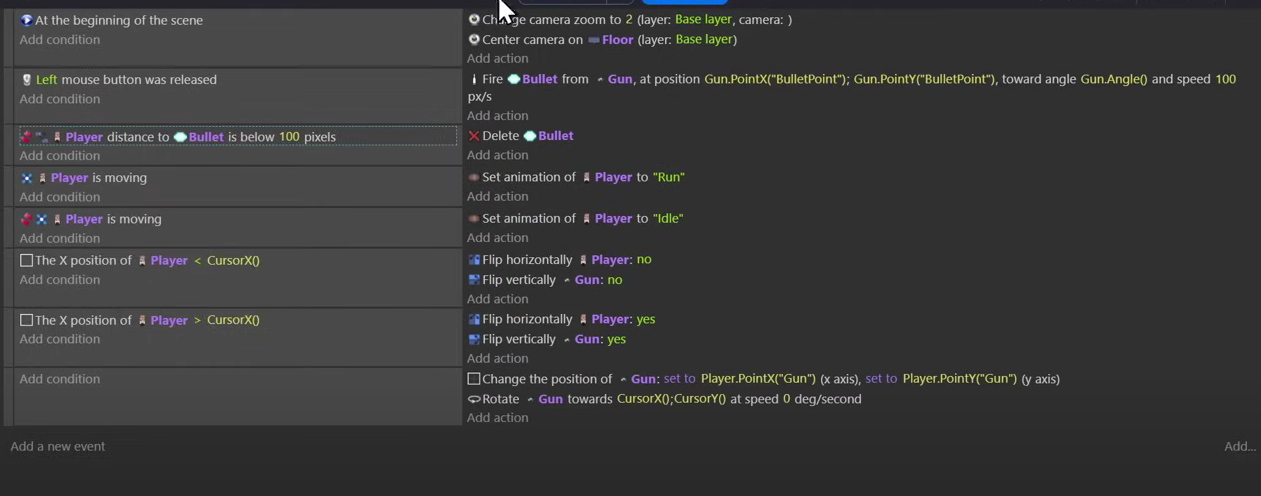 At the beginning of the scene
Add condition
Change camera zoom to 2 (layer: Base layer, camera: )
Center camera on Floor (layer: Base layer)
Add action
Left mouse button was released
Add condition
Fire Bullet from Gun, at position Gun.PointX("BulletPoint"); Gun.PointY("BulletPoint"), toward angle Gun.Angle() and speed 100
px/s
Add action
Player distance to Bullet is below 100 pixels
Add condition
Delete Bullet
Add action
Player is moving
Add condition
Set animation of Player to "Run"
Add action
Player is moving
Add condition
Set animation of Player to "Idle"
Add action
The X position of Player < CursorX()
Add condition
Flip horizontally Player: no
Flip vertically Gun: no
Add action
The X position of Player > CursorX()
Add condition
Flip horizontally Player: yes
Flip vertically Gun: yes
Add action
Add condition
Change the position of Gun: set to Player.PointX("Gun") (x axis), set to Player.PointY("Gun") (y axis)
Rotate Gun towards CursorX();CursorY() at speed 0 deg/second
Add action
Add a new event
Add...